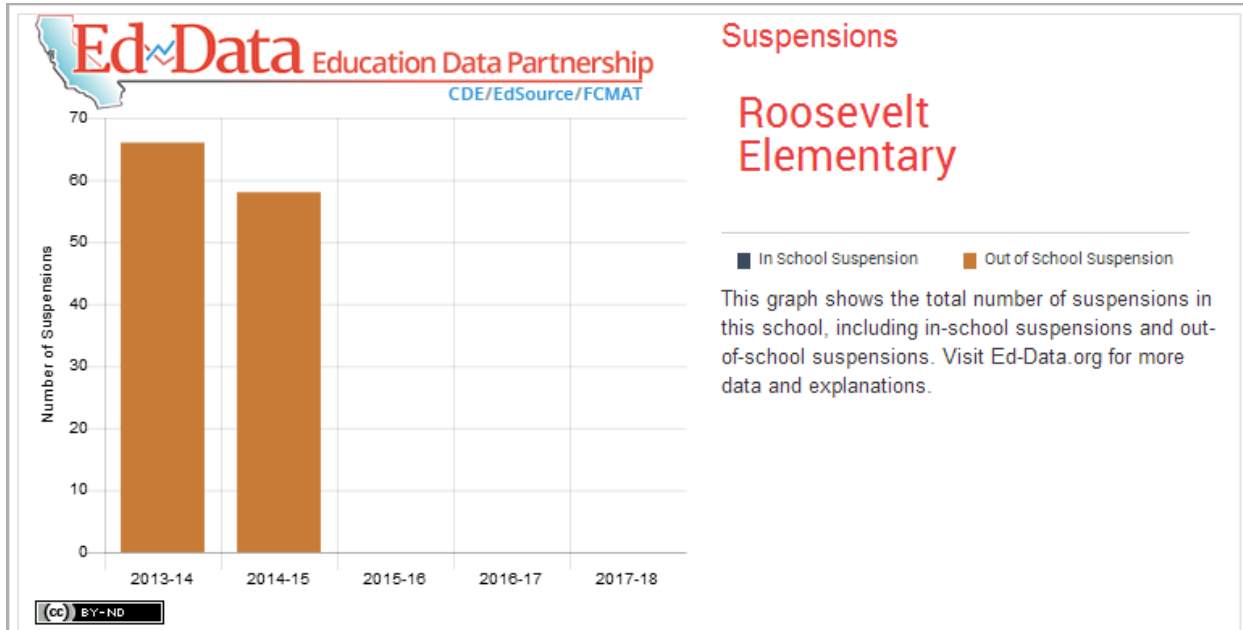 Ed Data Education Data Partnership
CDE/EdSource/FCMAT
Suspensions
Roosevelt
Elementary
In School Suspension
Out of School Suspension
This graph shows the total number of suspensions in
this school, including in-school suspensions and out-
of-school suspensions. Visit Ed-Data.org for more
data and explanations.
Number of Suspensions
70
60
50
40
30
20
10
0
2013-14 2014-15 2015-16 2016-17 2017-18
(cc) BY-ND